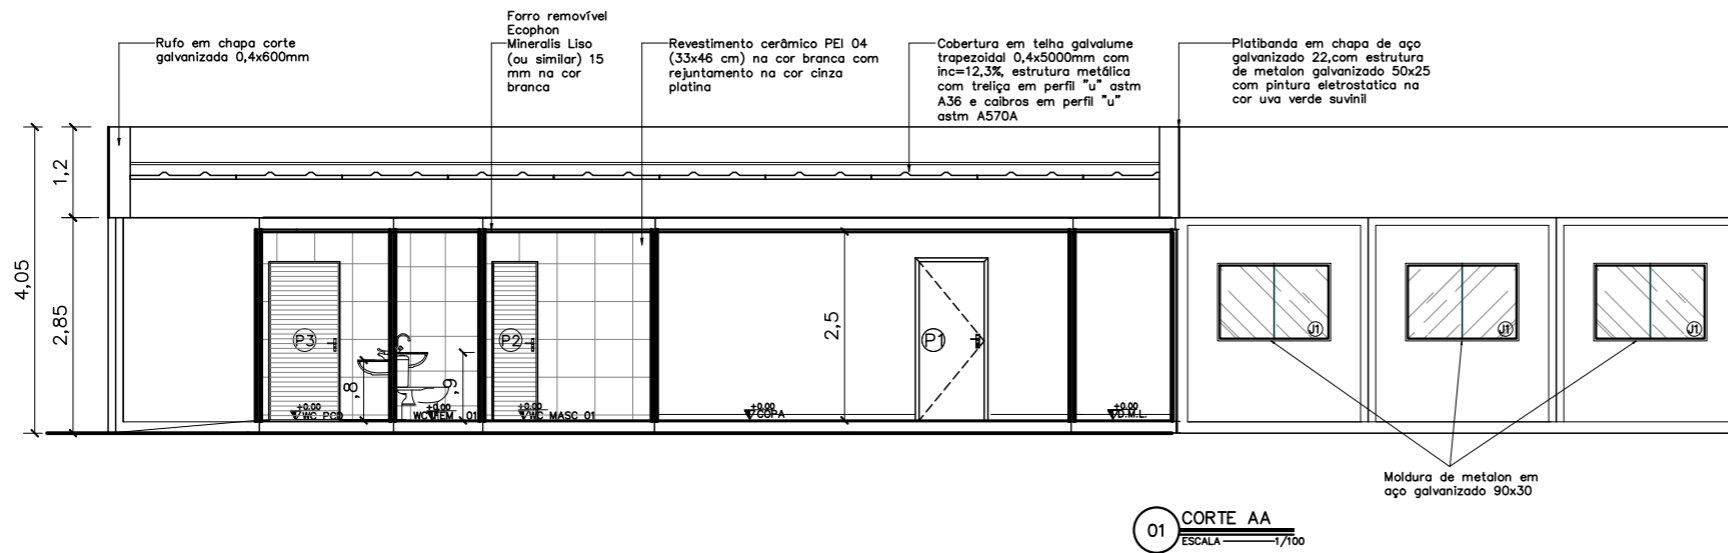 Rufo em chapa corte
galvanizada 0,4x600mm
Forro removível
Ecophon
Mineralis Liso
(ou similar) 15
mm na cor
branca
Revestimento cerâmico PEI 04
(33x46 cm) na cor branca com
rejuntamento na cor cinza
platina
Cobertura em telha galvalume
trapezoidal 0,4x5000mm com
inc=12,3%, estrutura metálica
com treliça em perfil "u" astm
A36 e caibros em perfil "u"
astm A570A
Platibanda em chapa de aço
galvanizado 22,com estrutura
de metalon galvanizado 50x25
com pintura eletrostatica na
cor uva verde suvinil
4,05
1,2
2,85
2,5
P3
P2
P1
J1
J1
J1
,8
,9
+0.00
WC PCD
+0.00
WC FEM 01
+0.00
WC MASC 01
+0.00
COPA
+0.00
D.M.L.
Moldura de metalon em
aço galvanizado 90x30
01
CORTE AA
ESCALA 1/100